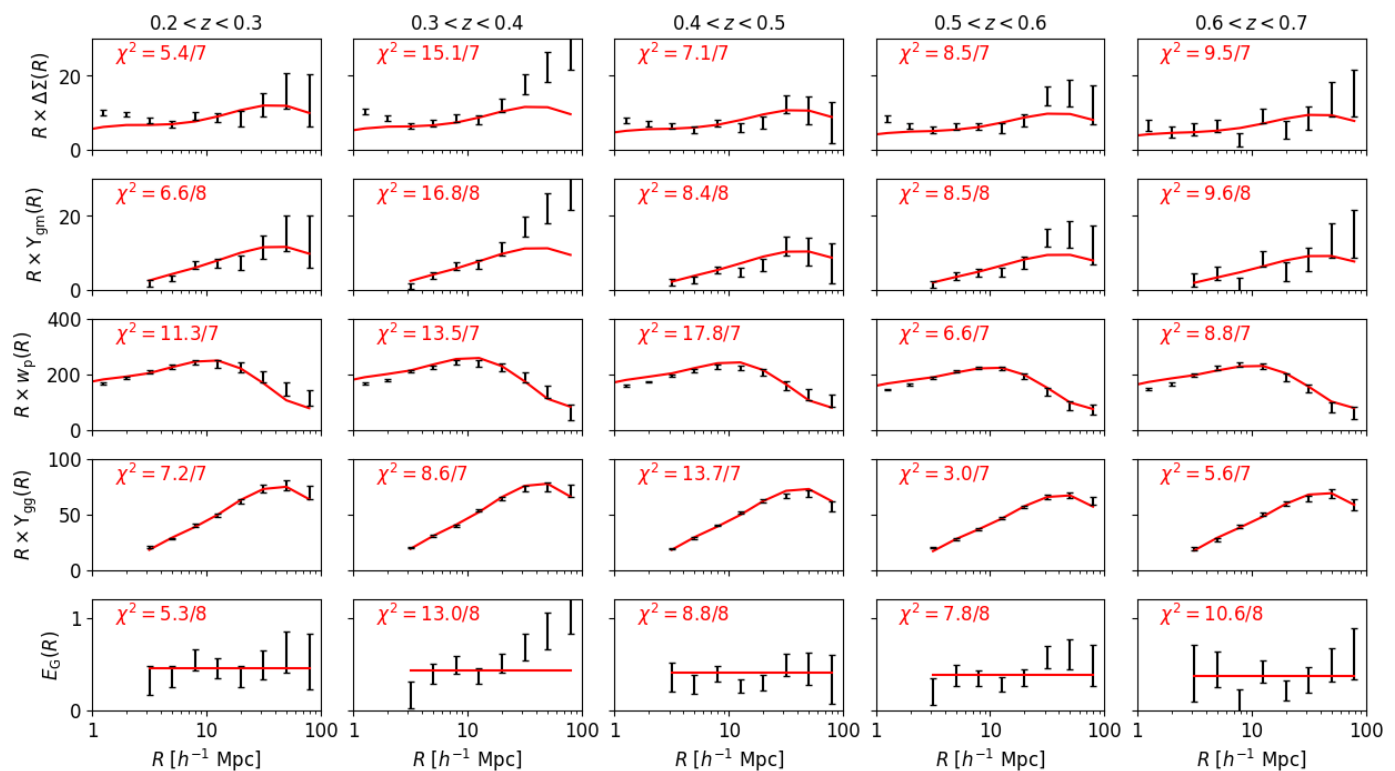 0.2 < z < 0.3 0.3 < z < 0.4 0.4 < z < 0.5 0.5 < z < 0.6 0.6 < z < 0.7
R × ΔΣ(R)
20
0
χ² = 5.4/7 χ² = 15.1/7 χ² = 7.1/7 χ² = 8.5/7 χ² = 9.5/7
R × Υgm(R)
20
0
χ² = 6.6/8 χ² = 16.8/8 χ² = 8.4/8 χ² = 8.5/8 χ² = 9.6/8
R × wp(R)
400
200
0
χ² = 11.3/7 χ² = 13.5/7 χ² = 17.8/7 χ² = 6.6/7 χ² = 8.8/7
R × Υgg(R)
100
50
0
χ² = 7.2/7 χ² = 8.6/7 χ² = 13.7/7 χ² = 3.0/7 χ² = 5.6/7
EG(R)
1
0
χ² = 5.3/8 χ² = 13.0/8 χ² = 8.8/8 χ² = 7.8/8 χ² = 10.6/8
1 10 100 1 10 100 1 10 100 1 10 100 1 10 100
R [h⁻¹ Mpc] R [h⁻¹ Mpc] R [h⁻¹ Mpc] R [h⁻¹ Mpc] R [h⁻¹ Mpc]